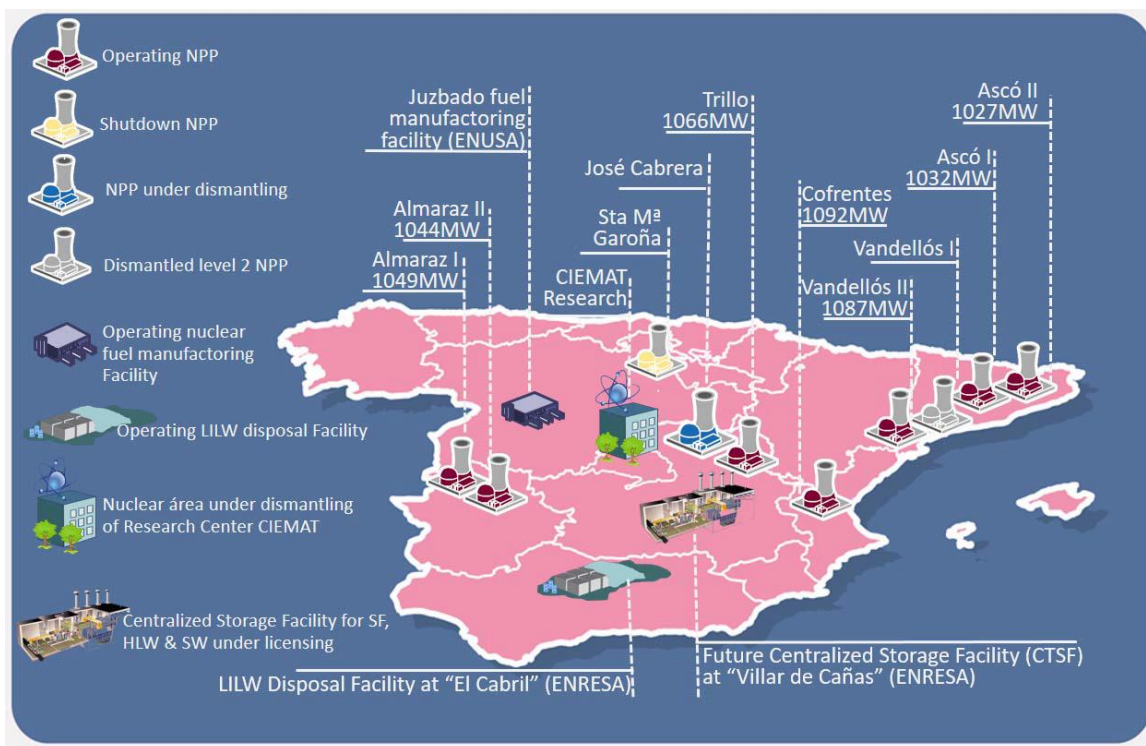 Operating NPP
Shutdown NPP
NPP under dismantling
Dismantled level 2 NPP
Operating nuclear
fuel manufactoring
Facility
Operating LILW disposal Facility
Nuclear área under dismantling
of Research Center CIEMAT
Centralized Storage Facility for SF,
HLW & SW under licensing
Juzbado fuel
manufactoring
facility (ENUSA)
Almaraz II
1044MW
Almaraz I
1049MW
Trillo
1066MW
José Cabrera
Sta Mª
Garoña
CIEMAT
Research
Ascó II
1027MW
Ascó I
1032MW
Cofrentes
1092MW
Vandellós I
Vandellós II
1087MW
LILW Disposal Facility at “El Cabril” (ENRESA)
Future Centralized Storage Facility (CTSF)
at “Villar de Cañas” (ENRESA)